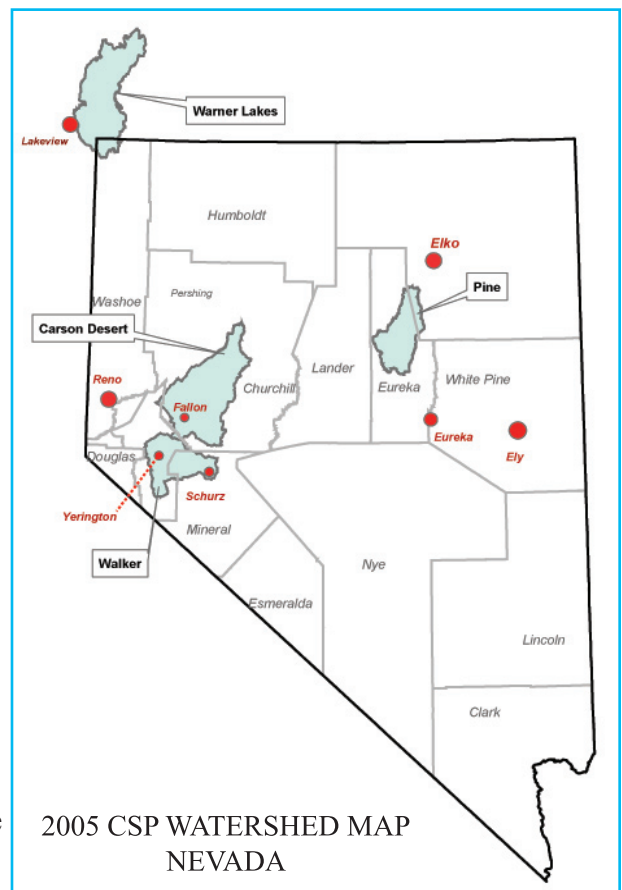 Warner Lakes
Lakeview
Humboldt
Elko
Pine
Pershing
Washoe
Carson Desert
Lander
Eureka
White Pine
Churchill
Reno
Fallon
Eureka
Ely
Douglas
Schurz
Yerington
Mineral
Walker
Nye
Esmeralda
Lincoln
Clark
e
2005 CSP WATERSHED MAP
NEVADA